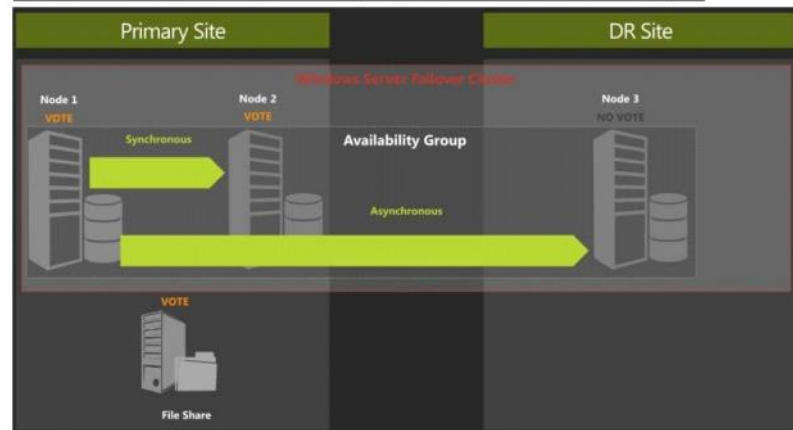 Primary Site
DR Site
Windows Server Failover Cluster
Node 1
Node 2
Node 3
VOTE
VOTE
NO VOTE
Synchronous
Availability Group
Asynchronous
VOTE
File Share